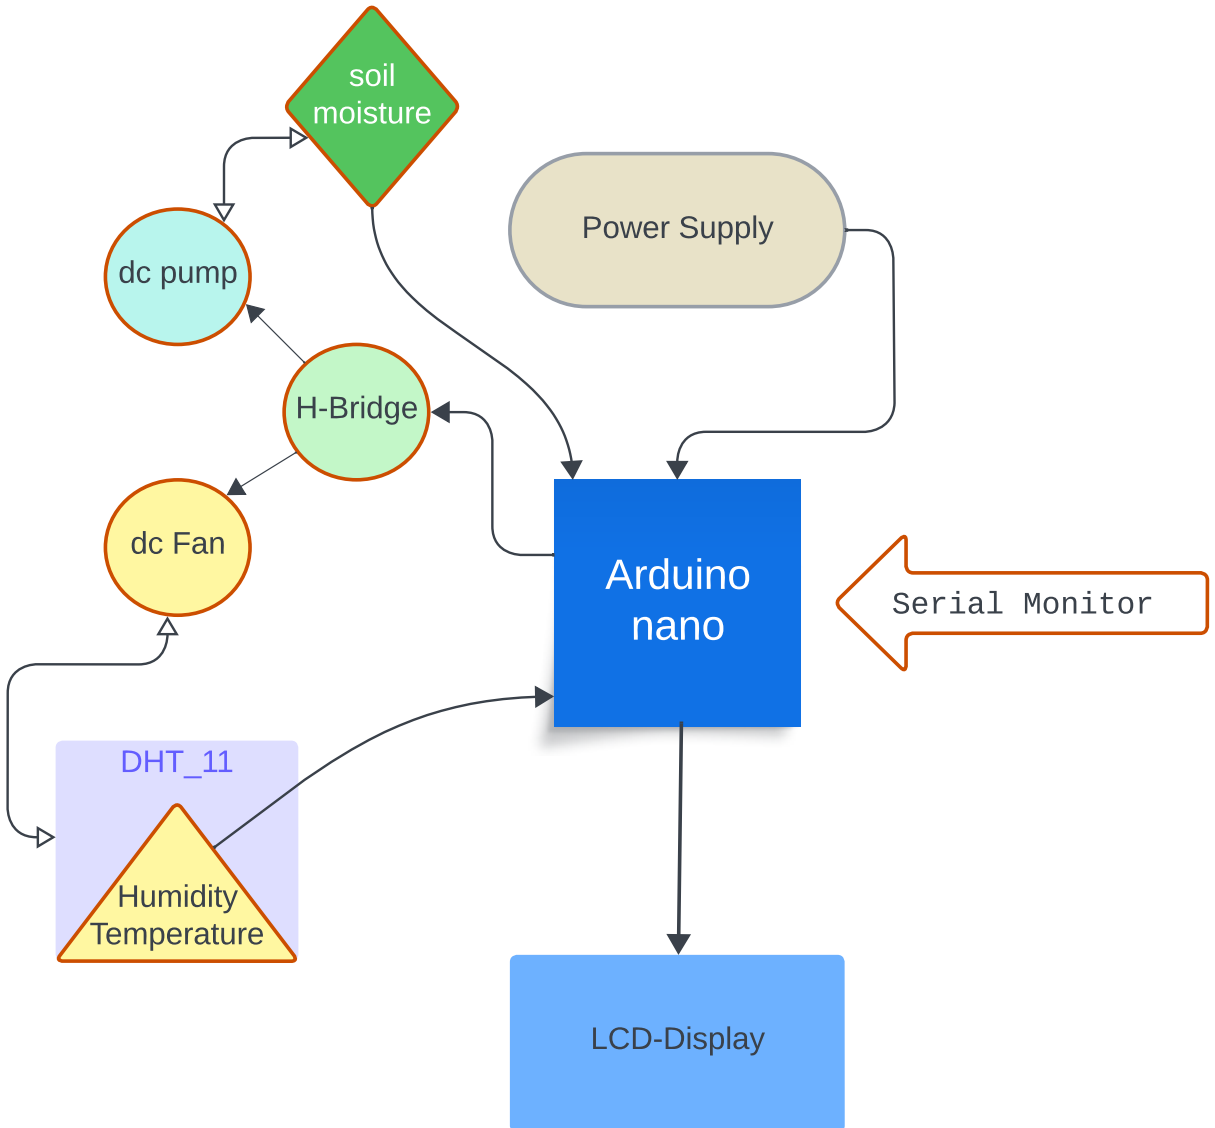 soil
moisture
Power Supply
dc pump
H-Bridge
dc Fan
Arduino
nano
Serial Monitor
DHT_11
Humidity
Temperature
LCD-Display